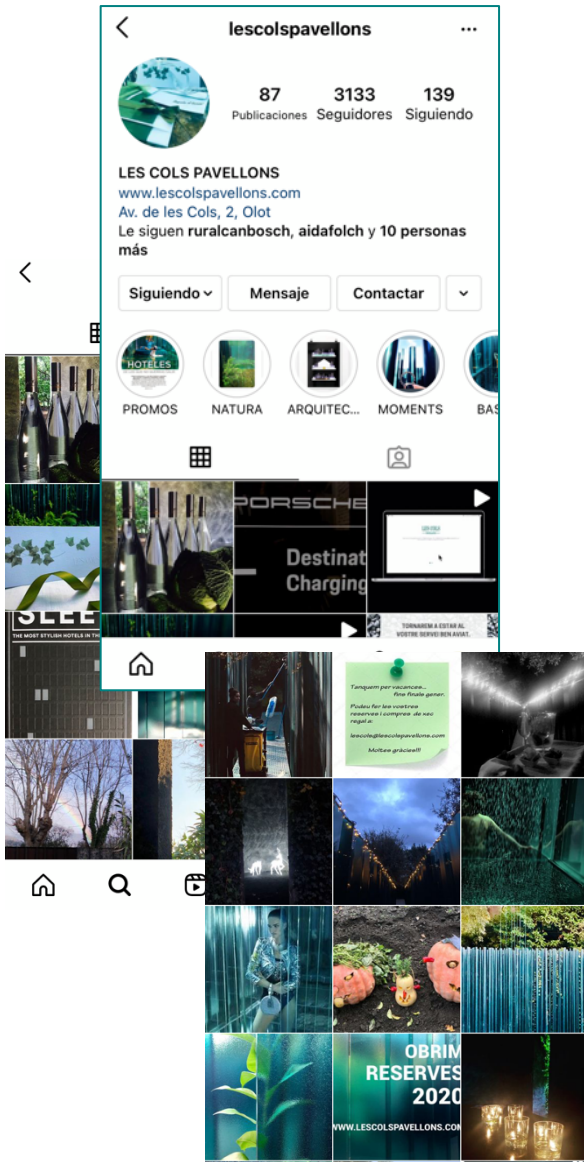 lescolspavellons
87
3133
139
Publicaciones
Seguidores
Siguiendo
LES COLS PAVELLONS
www.lescolspavellons.com
Av. de les Cols, 2, Olot
Le siguen ruralcanbosch, aidafolch y 10 personas
más
Siguiendo
Mensaje
Contactar
HOTELES
PROMOS
NATURA
ARQUITEC...
MOMENTS
BAS
PORSCHE
Destinat
Charging
TORNAREM A ESTAR AL
VOSTRE SERVEI BEN AVIAT.
SLEE
THE MOST STYLISH HOTELS IN TH
Tanquem per vacances...
fins finals gener.
Podeu fer les vostres
reserves i compres de xec
regal a:
lescols@lescolspavellons.com
Moltes gràcies!!!
OBRIM
RESERVES
2020
WWW.LESCOLSPAVELLONS.COM